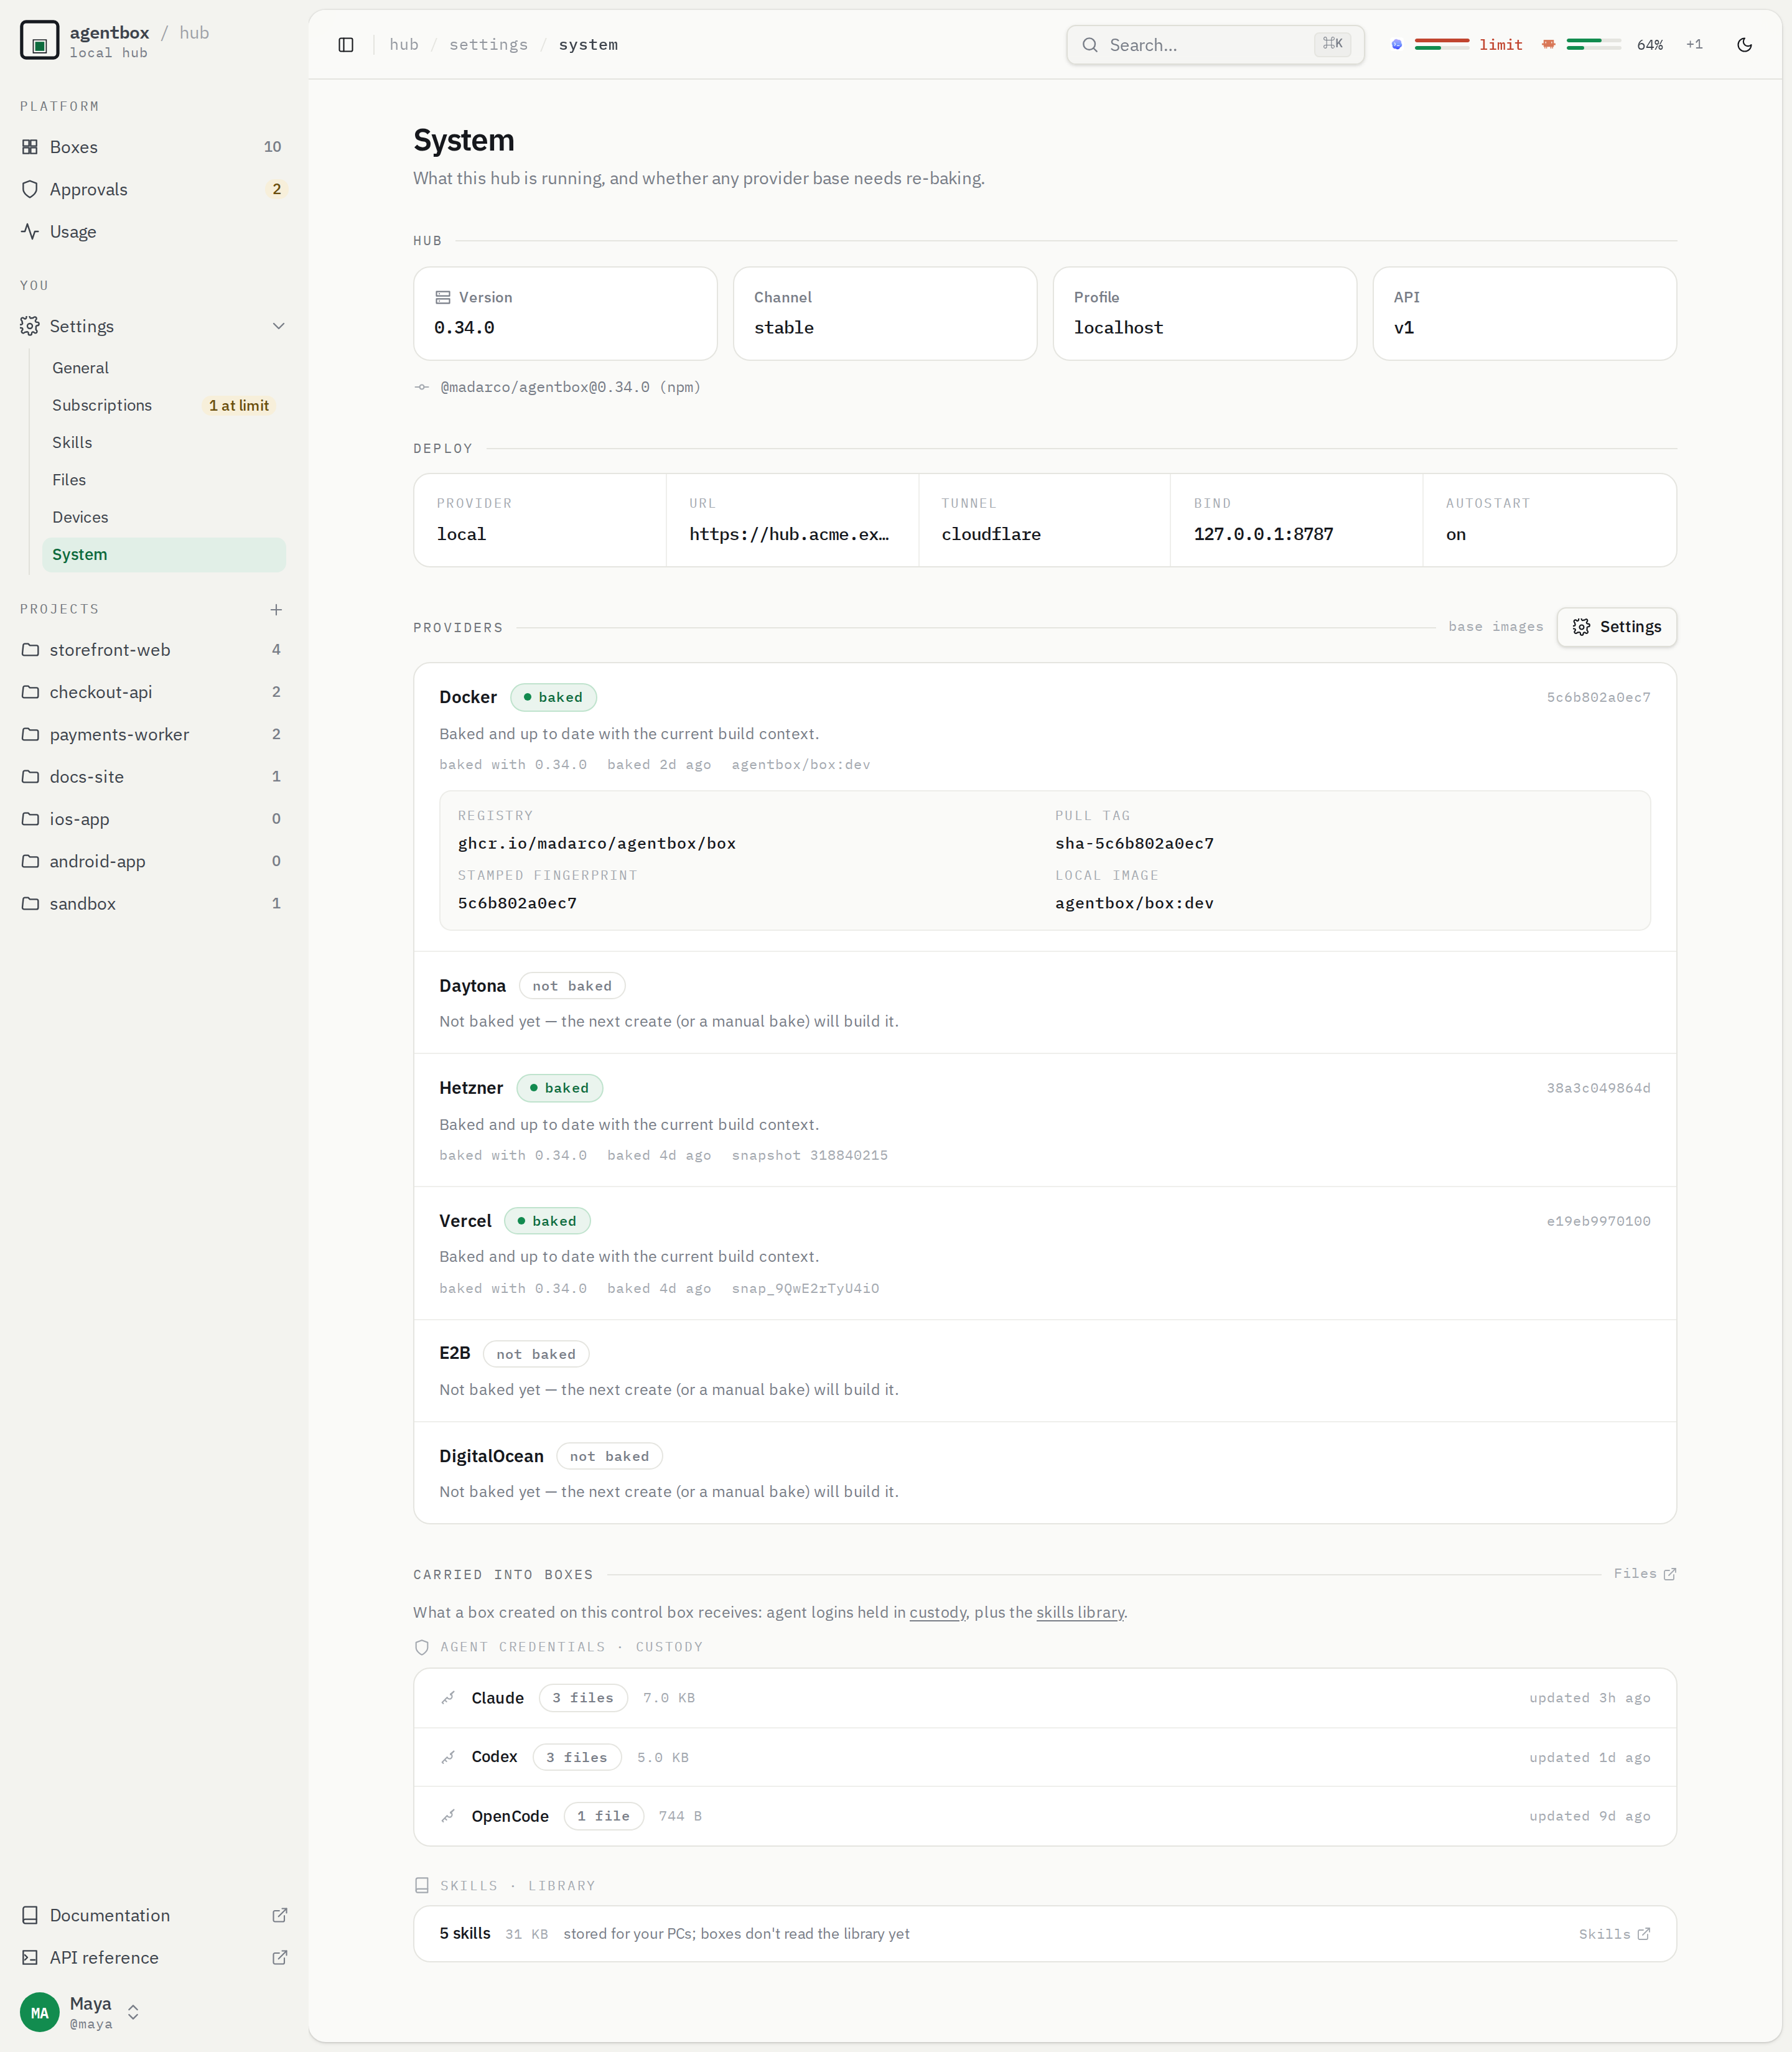 agentbox / hub
local hub
PLATFORM
Boxes 10
Approvals 2
Usage
YOU
Settings
General
Subscriptions 1 at limit
Skills
Files
Devices
System
PROJECTS
storefront-web 4
checkout-api 2
payments-worker 2
docs-site 1
ios-app 0
android-app 0
sandbox 1
Documentation
API reference
MA
Maya
@maya
hub / settings / system
Search... ⌘K
limit
64%
+1
System
What this hub is running, and whether any provider base needs re-baking.
HUB
Version
0.34.0
Channel
stable
Profile
localhost
API
v1
@madarco/agentbox@0.34.0 (npm)
DEPLOY
PROVIDER
local
URL
https://hub.acme.ex…
TUNNEL
cloudflare
BIND
127.0.0.1:8787
AUTOSTART
on
PROVIDERS
base images
Settings
Docker baked 5c6b802a0ec7
Baked and up to date with the current build context.
baked with 0.34.0 baked 2d ago agentbox/box:dev
REGISTRY
ghcr.io/madarco/agentbox/box
PULL TAG
sha-5c6b802a0ec7
STAMPED FINGERPRINT
5c6b802a0ec7
LOCAL IMAGE
agentbox/box:dev
Daytona not baked
Not baked yet — the next create (or a manual bake) will build it.
Hetzner baked 38a3c049864d
Baked and up to date with the current build context.
baked with 0.34.0 baked 4d ago snapshot 318840215
Vercel baked e19eb9970100
Baked and up to date with the current build context.
baked with 0.34.0 baked 4d ago snap_9QwE2rTyU4iO
E2B not baked
Not baked yet — the next create (or a manual bake) will build it.
DigitalOcean not baked
Not baked yet — the next create (or a manual bake) will build it.
CARRIED INTO BOXES
Files
What a box created on this control box receives: agent logins held in custody, plus the skills library.
AGENT CREDENTIALS · CUSTODY
Claude 3 files 7.0 KB updated 3h ago
Codex 3 files 5.0 KB updated 1d ago
OpenCode 1 file 744 B updated 9d ago
SKILLS · LIBRARY
5 skills 31 KB stored for your PCs; boxes don't read the library yet Skills